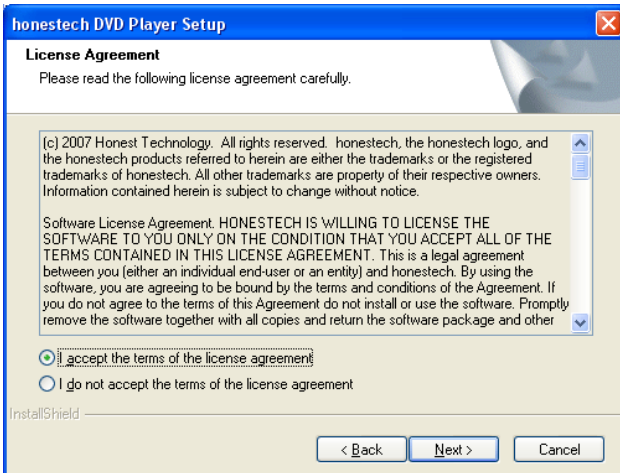 honestech DVD Player Setup
License Agreement
Please read the following license agreement carefully.
(c) 2007 Honest Technology.  All rights reserved.  honestech, the honestech logo, and
the honestech products referred to herein are either the trademarks or the registered
trademarks of honestech. All other trademarks are property of their respective owners.
Information contained herein is subject to change without notice.
Software License Agreement. HONESTECH IS WILLING TO LICENSE THE
SOFTWARE TO YOU ONLY ON THE CONDITION THAT YOU ACCEPT ALL OF THE
TERMS CONTAINED IN THIS LICENSE AGREEMENT. This is a legal agreement
between you (either an individual end-user or an entity) and honestech. By using the
software, you are agreeing to be bound by the terms and conditions of the Agreement. If
you do not agree to the terms of this Agreement do not install or use the software. Promptly
remove the software together with all copies and return the software package and other
I accept the terms of the license agreement
I do not accept the terms of the license agreement
InstallShield
< Back
Next >
Cancel